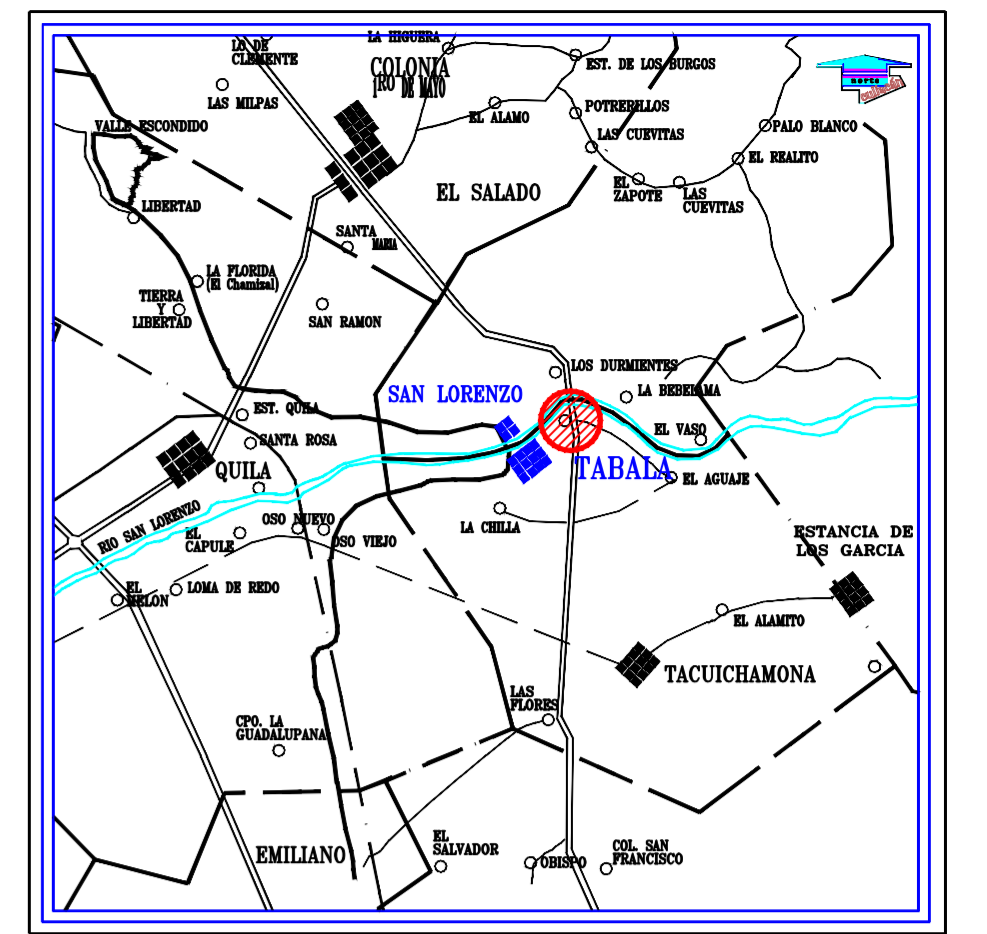 LA HIGUERA
LO DE
CLEMENTE
COLONIA
1RO DE MAYO
EST. DE LOS BURGOS
NORTE
culiacán
LAS MILPAS
EL ALAMO
POTRERILLOS
VALLE ESCONDIDO
LAS CUEVITAS
PALO BLANCO
EL REALITO
EL SALADO
EL
ZAPOTE
LAS
CUEVITAS
LIBERTAD
SANTA
MARIA
LA FLORIDA
(El Chamizal)
TIERRA
Y
LIBERTAD
SAN RAMON
LOS DURMIENTES
SAN LORENZO
LA BEBELAMA
EST. QUILA
EL VASO
SANTA ROSA
QUILA
TABALA
EL AGUAJE
RIO SAN LORENZO
OSO NUEVO
LA CHILLA
EL
CAPULE
OSO VIEJO
ESTANCIA DE
LOS GARCIA
EL
MELON
LOMA DE REDO
EL ALAMITO
TACUICHAMONA
LAS
FLORES
CPO. LA
GUADALUPANA
EMILIANO
EL
SALVADOR
OBISPO
COL. SAN
FRANCISCO